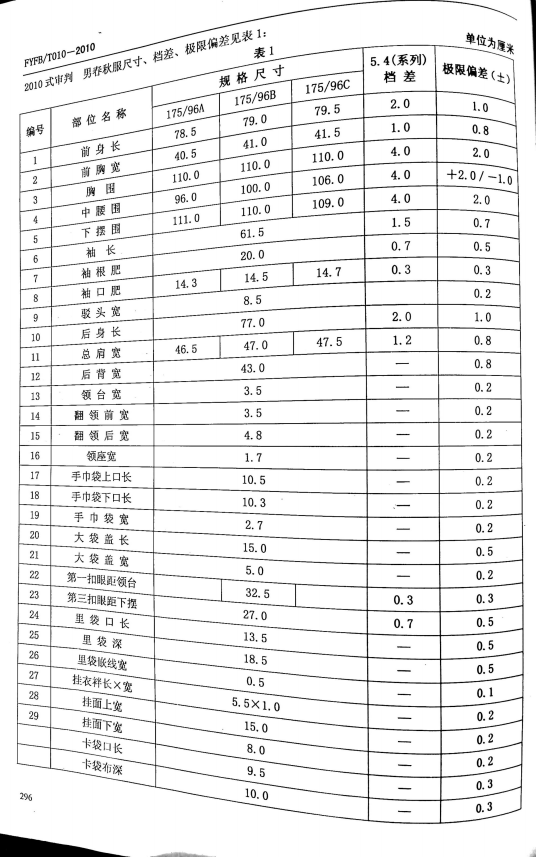 FYFB/T010—2010
2010式审判 男春秋服尺寸、档差、极限偏差见表1:
表1
单位为厘米
编号 部位名称 规格尺寸 5.4(系列)档差 极限偏差(±)
175/96A 175/96B 175/96C
1 前身长 78.5 79.0 79.5 2.0 1.0
2 前胸宽 40.5 41.0 41.5 1.0 0.8
3 胸围 110.0 110.0 110.0 4.0 2.0
4 中腰围 96.0 100.0 106.0 4.0 +2.0/-1.0
5 下摆围 111.0 110.0 109.0 4.0 2.0
6 袖长 61.5 1.5 0.7
7 袖根肥 20.0 0.7 0.5
8 袖口肥 14.3 14.5 14.7 0.3 0.3
9 驳头宽 8.5 0.2
10 后身长 77.0 2.0 1.0
11 总肩宽 46.5 47.0 47.5 1.2 0.8
12 后背宽 43.0 — 0.8
13 领台宽 3.5 — 0.2
14 翻领前宽 3.5 — 0.2
15 翻领后宽 4.8 — 0.2
16 领座宽 1.7 — 0.2
17 手巾袋上口长 10.5 — 0.2
18 手巾袋下口长 10.3 — 0.2
19 手巾袋宽 2.7 — 0.2
20 大袋盖长 15.0 — 0.5
21 大袋盖宽 5.0 — 0.2
22 第一扣眼距领台 32.5 0.3 0.3
23 第三扣眼距下摆 27.0 0.7 0.5
24 里袋口长 13.5 — 0.5
25 里袋深 18.5 — 0.5
26 里袋嵌线宽 0.5 — 0.1
27 挂衣袢长×宽 5.5×1.0 — 0.2
28 挂面上宽 15.0 — 0.2
29 挂面下宽 8.0 — 0.2
卡袋口长 9.5 — 0.3
卡袋布深 10.0 — 0.3
296